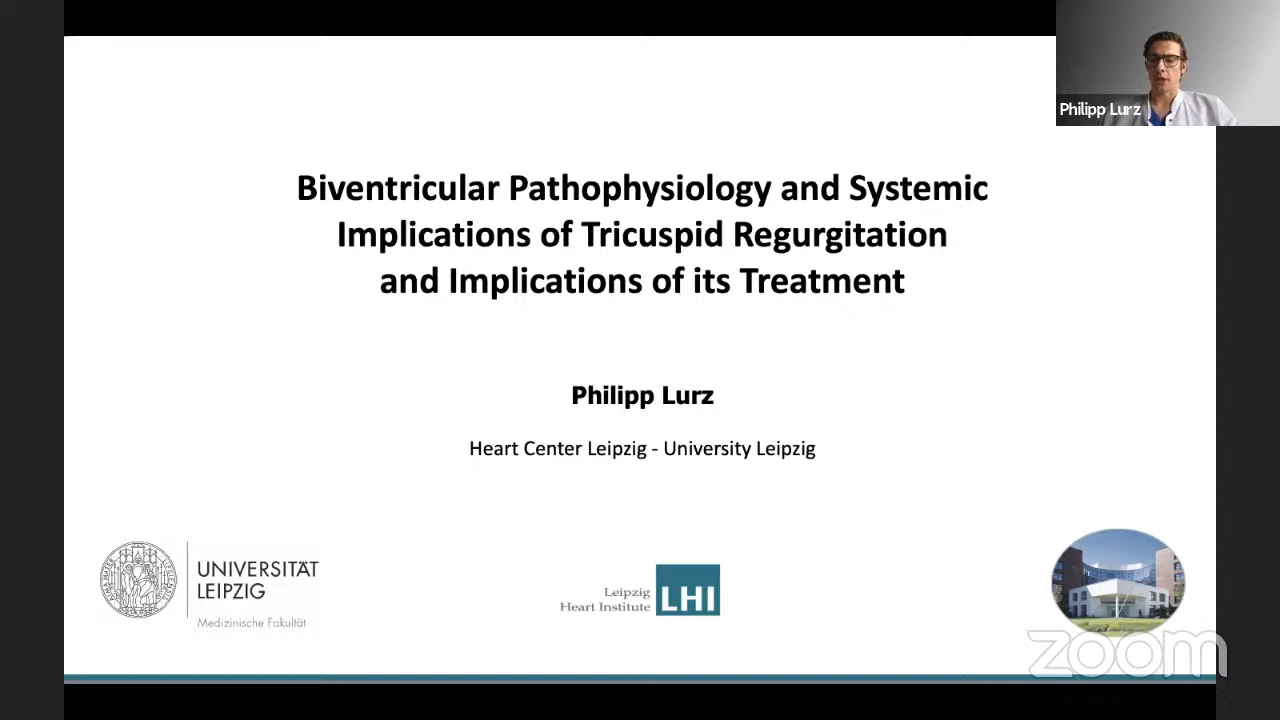 Philipp Lurz
Biventricular Pathophysiology and Systemic
Implications of Tricuspid Regurgitation
and Implications of its Treatment
Philipp Lurz
Heart Center Leipzig - University Leipzig
UNIVERSITÄT
LEIPZIG
Medizinische Fakultät
Leipzig
Heart Institute
LHI
zoom